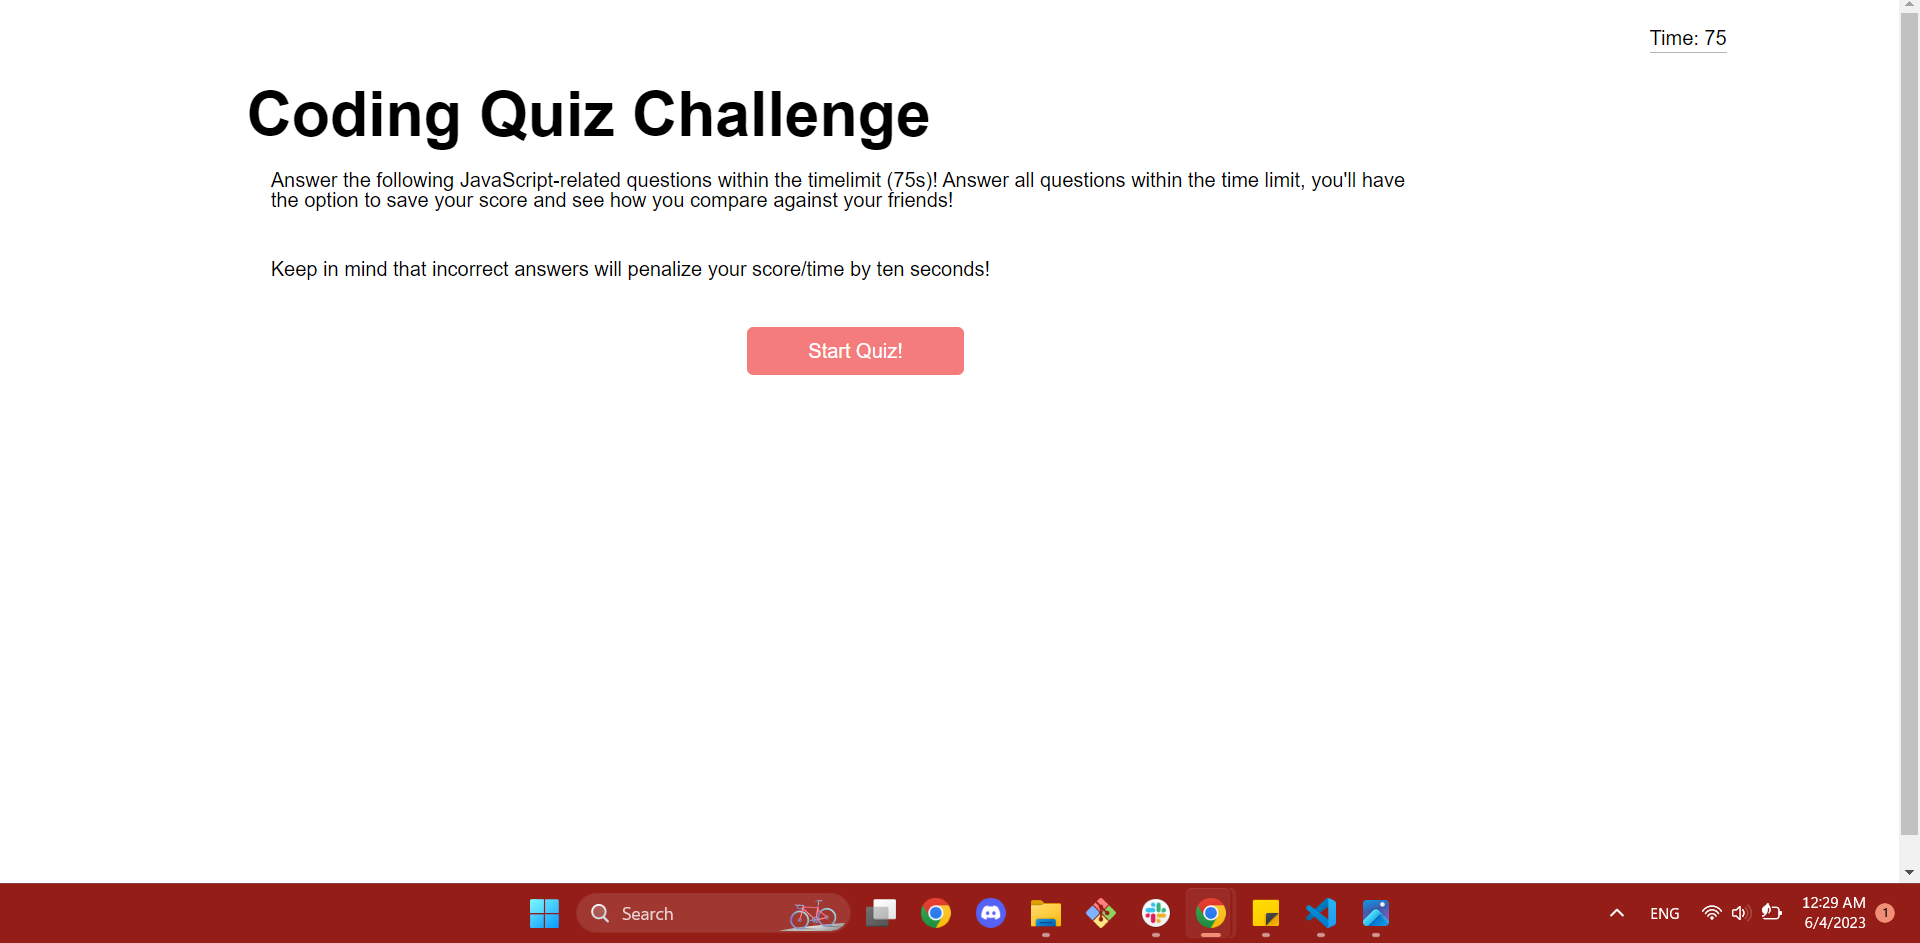 Time: 75
Coding Quiz Challenge
Answer the following JavaScript-related questions within the timelimit (75s)! Answer all questions within the time limit, you'll have
the option to save your score and see how you compare against your friends!
Keep in mind that incorrect answers will penalize your score/time by ten seconds!
Start Quiz!
Search
ENG
12:29 AM
6/4/2023
1